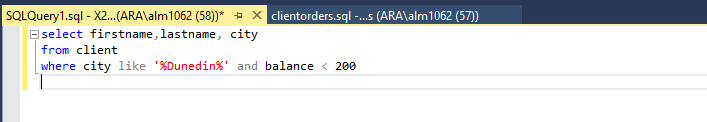 SQLQuery1.sql - X2...(ARA\alm1062 (58))* clientorders.sql -...s (ARA\alm1062 (57))
select firstname,lastname, city
from client
where city like '%Dunedin%' and balance < 200